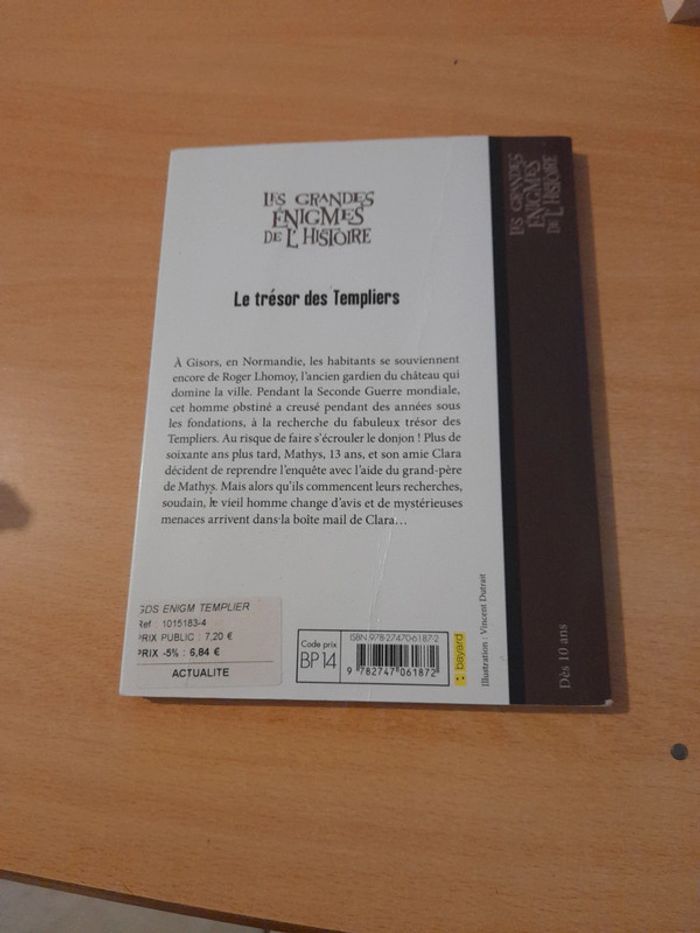 LES GRANDES
ÉNIGMES
DE L'HISTOIRE
Le trésor des Templiers
À Gisors, en Normandie, les habitants se souviennent
encore de Roger Lhomoy, l'ancien gardien du château qui
domine la ville. Pendant la Seconde Guerre mondiale,
cet homme obstiné a creusé pendant des années sous
les fondations, à la recherche du fabuleux trésor des
Templiers. Au risque de faire s'écrouler le donjon ! Plus de
soixante ans plus tard, Mathys, 13 ans, et son amie Clara
décident de reprendre l'enquête avec l'aide du grand-père
de Mathys. Mais alors qu'ils commencent leurs recherches,
soudain, le vieil homme change d'avis et de mystérieuses
menaces arrivent dans la boîte mail de Clara…
GDS ENIGM TEMPLIER
Ref : 1015183-4
PRIX PUBLIC : 7,20 €
PRIX -5% : 6,84 €
ACTUALITE
Code prix
BP 14
ISBN 978-27470-6187-2
9 782747 061872
bayard
Illustration : Vincent Dutrait
LES GRANDES
ÉNIGMES
DE L'HISTOIRE
Dès 10 ans